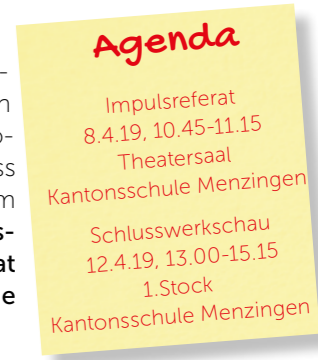 Agenda
Impulsreferat
8.4.19, 10.45-11.15
Theatersaal
Kantonsschule Menzingen
Schlusswerkschau
12.4.19, 13.00-15.15
1.Stock
Kantonsschule Menzingen